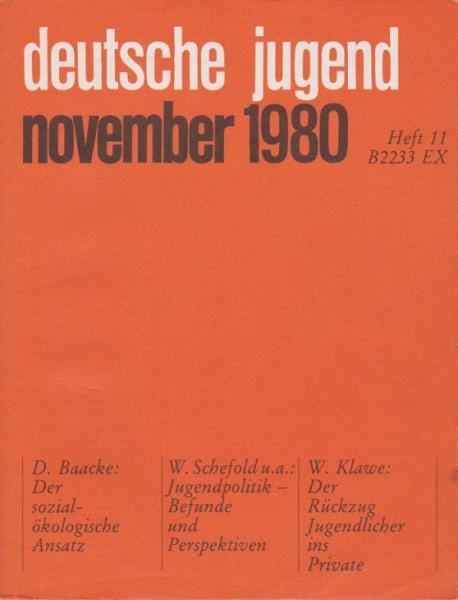 deutsche jugend
november 1980
Heft 11
B2233 EX
D. Baacke:
Der
sozial-
ökologische
Ansatz
W. Schefold u.a.:
Jugendpolitik –
Befunde
und
Perspektiven
W. Klawe:
Der
Rückzug
Jugendlicher
ins
Private